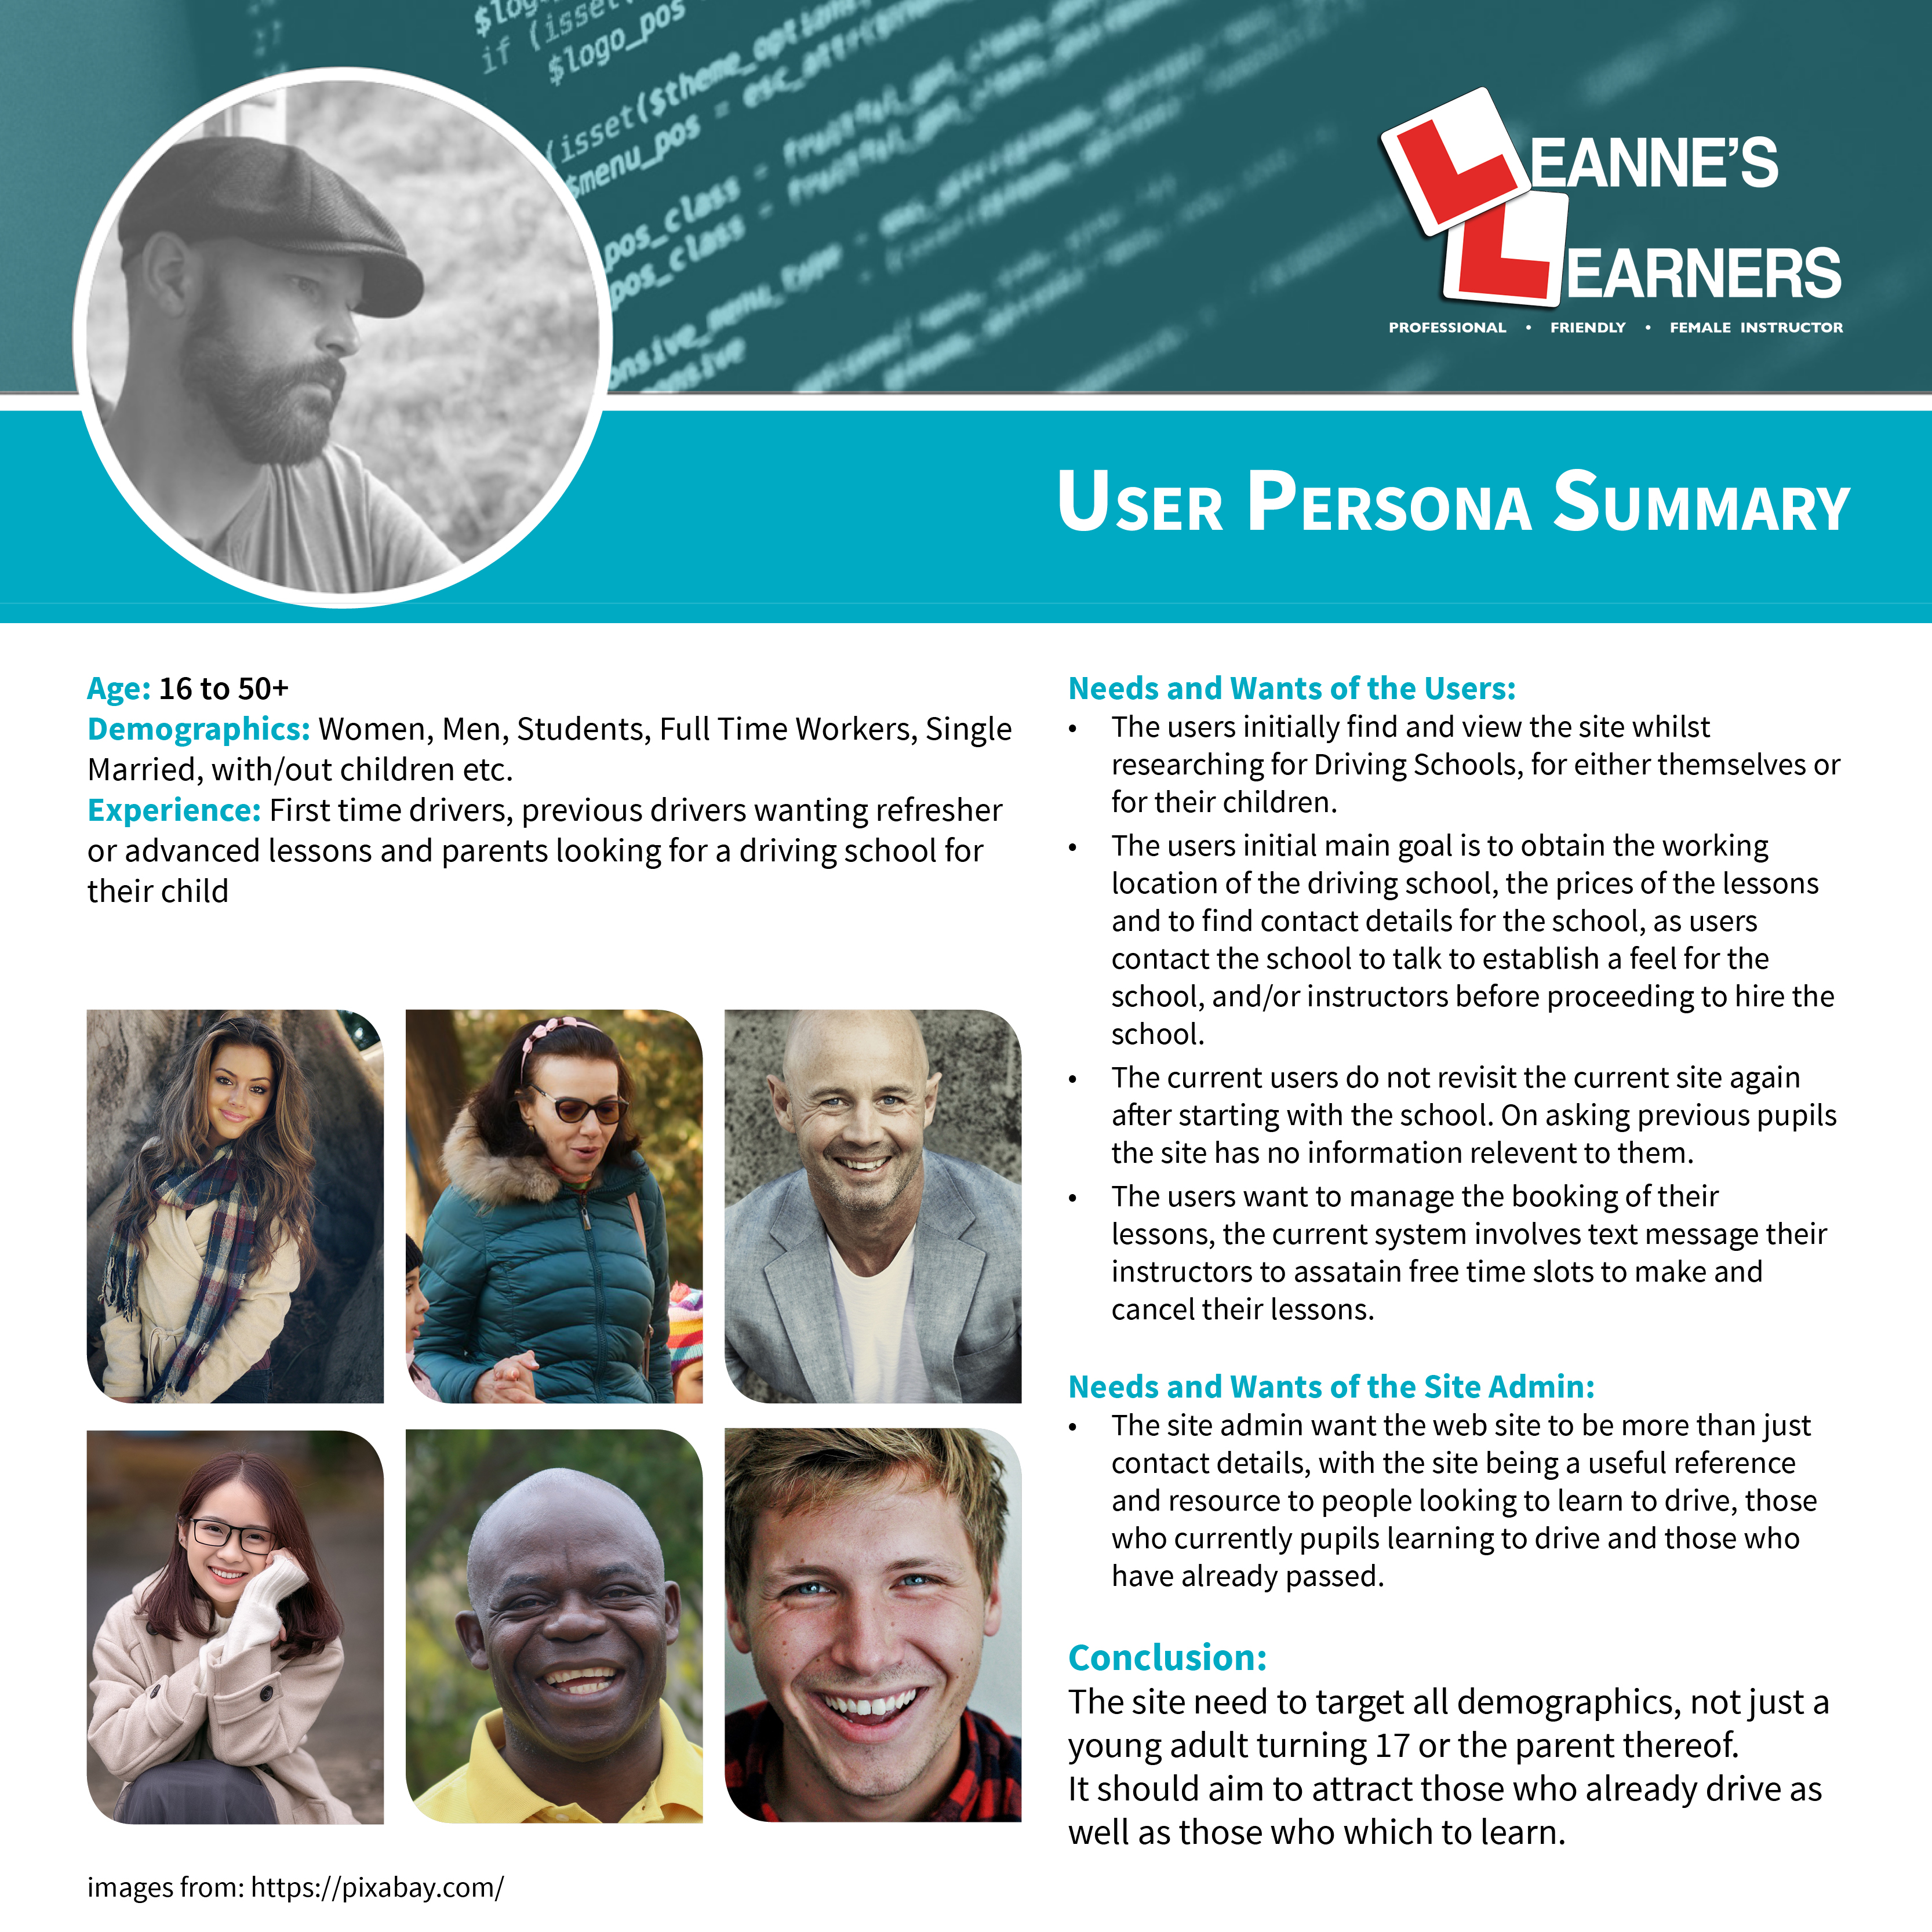 $log
if (isset(
$logo_pos
(isset($theme_options
$menu_pos = esc_attr(
pos_class =
pos_class =
LEANNE'S
LEARNERS
PROFESSIONAL • FRIENDLY • FEMALE INSTRUCTOR
USER PERSONA SUMMARY
Age: 16 to 50+
Demographics: Women, Men, Students, Full Time Workers, Single
Married, with/out children etc.
Experience: First time drivers, previous drivers wanting refresher
or advanced lessons and parents looking for a driving school for
their child
images from: https://pixabay.com/
Needs and Wants of the Users:
• The users initially find and view the site whilst
researching for Driving Schools, for either themselves or
for their children.
• The users initial main goal is to obtain the working
location of the driving school, the prices of the lessons
and to find contact details for the school, as users
contact the school to talk to establish a feel for the
school, and/or instructors before proceeding to hire the
school.
• The current users do not revisit the current site again
after starting with the school. On asking previous pupils
the site has no information relevent to them.
• The users want to manage the booking of their
lessons, the current system involves text message their
instructors to assatain free time slots to make and
cancel their lessons.
Needs and Wants of the Site Admin:
• The site admin want the web site to be more than just
contact details, with the site being a useful reference
and resource to people looking to learn to drive, those
who currently pupils learning to drive and those who
have already passed.
Conclusion:
The site need to target all demographics, not just a
young adult turning 17 or the parent thereof.
It should aim to attract those who already drive as
well as those who which to learn.